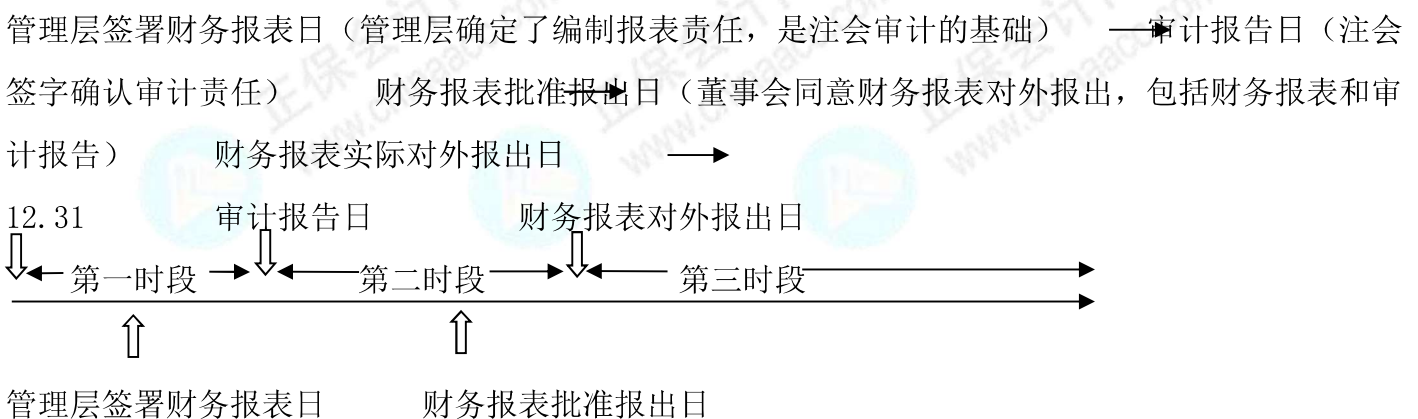 管理层签署财务报表日（管理层确定了编制报表责任，是注会审计的基础） 审计报告日（注会
签字确认审计责任） 财务报表批准报出日（董事会同意财务报表对外报出，包括财务报表和审
计报告） 财务报表实际对外报出日
12.31 审计报告日 财务报表对外报出日
第一时段 第二时段 第三时段
管理层签署财务报表日 财务报表批准报出日